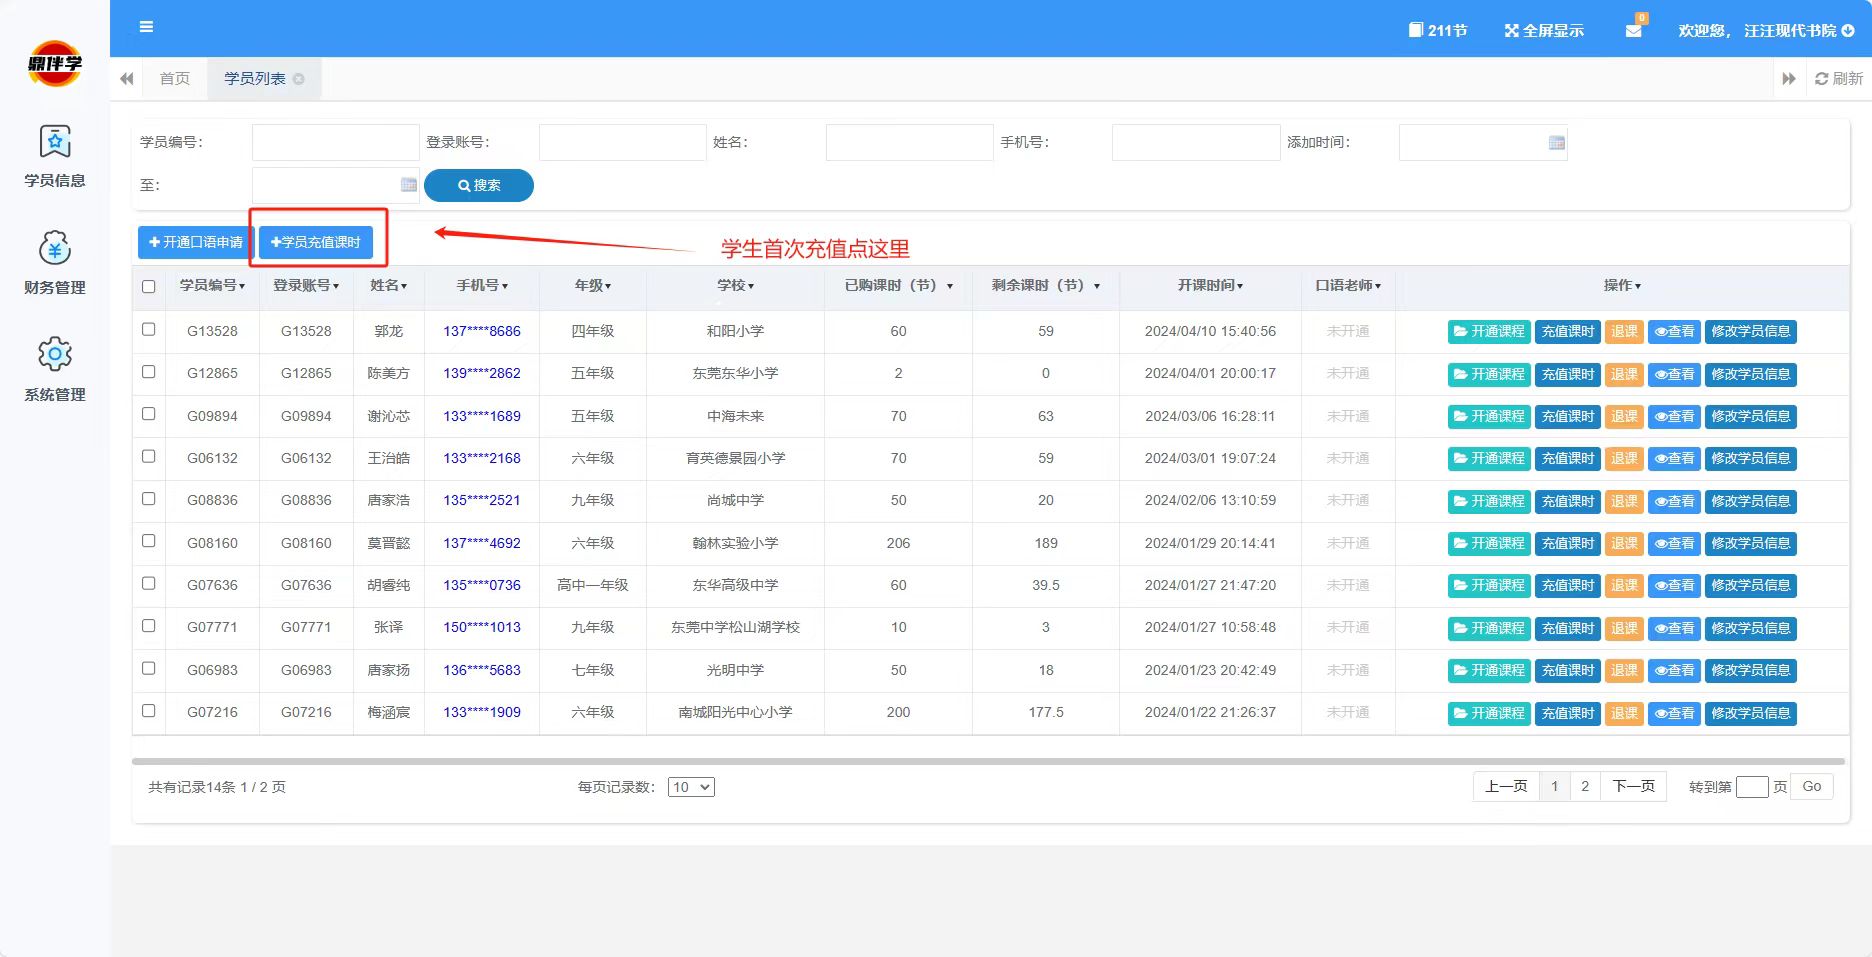 鼎伴学
学员信息
财务管理
系统管理
211节 全屏显示 0 欢迎您， 汪汪现代书院
首页 学员列表 刷新
学员编号： 登录账号： 姓名： 手机号： 添加时间：
至： 搜索
开通口语申请 学员充值课时 学生首次充值点这里
学员编号 登录账号 姓名 手机号 年级 学校 已购课时（节） 剩余课时（节） 开课时间 口语老师 操作
G13528 G13528 郭龙 137****8686 四年级 和阳小学 60 59 2024/04/10 15:40:56 未开通 开通课程 充值课时 退课 查看 修改学员信息
G12865 G12865 陈美方 139****2862 五年级 东莞东华小学 2 0 2024/04/01 20:00:17 未开通 开通课程 充值课时 退课 查看 修改学员信息
G09894 G09894 谢沁芯 133****1689 五年级 中海未来 70 63 2024/03/06 16:28:11 未开通 开通课程 充值课时 退课 查看 修改学员信息
G06132 G06132 王治皓 133****2168 六年级 育英德景园小学 70 59 2024/03/01 19:07:24 未开通 开通课程 充值课时 退课 查看 修改学员信息
G08836 G08836 唐家浩 135****2521 九年级 尚城中学 50 20 2024/02/06 13:10:59 未开通 开通课程 充值课时 退课 查看 修改学员信息
G08160 G08160 莫晋懿 137****4692 六年级 翰林实验小学 206 189 2024/01/29 20:14:41 未开通 开通课程 充值课时 退课 查看 修改学员信息
G07636 G07636 胡睿纯 135****0736 高中一年级 东华高级中学 60 39.5 2024/01/27 21:47:20 未开通 开通课程 充值课时 退课 查看 修改学员信息
G07771 G07771 张译 150****1013 九年级 东莞中学松山湖学校 10 3 2024/01/27 10:58:48 未开通 开通课程 充值课时 退课 查看 修改学员信息
G06983 G06983 唐家扬 136****5683 七年级 光明中学 50 18 2024/01/23 20:42:49 未开通 开通课程 充值课时 退课 查看 修改学员信息
G07216 G07216 梅涵宸 133****1909 六年级 南城阳光中心小学 200 177.5 2024/01/22 21:26:37 未开通 开通课程 充值课时 退课 查看 修改学员信息
共有记录14条 1 / 2 页 每页记录数： 10 上一页 1 2 下一页 转到第 页 Go